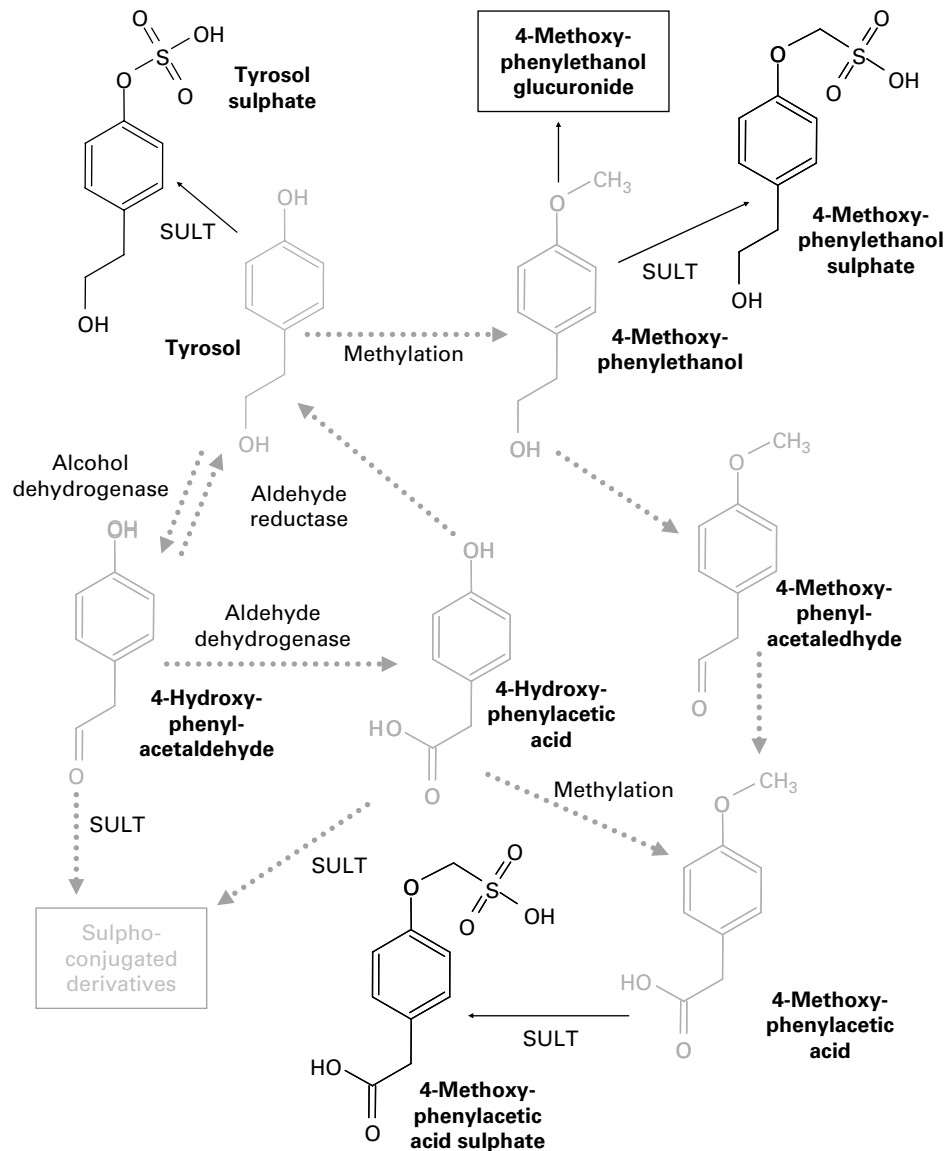 O
OH
S
O
O
Tyrosol
sulphate
SULT
OH
4-Methoxy-
phenylethanol
glucuronide
O
CH3
O
O
S
O
OH
4-Methoxy-
phenylethanol
sulphate
SULT
OH
OH
Tyrosol
OH
Methylation
4-Methoxy-
phenylethanol
OH
Alcohol
dehydrogenase
Aldehyde
reductase
O
CH3
4-Methoxy-
phenyl-
acetaledhyde
O
OH
4-Hydroxy-
phenyl-
acetaldehyde
O
Aldehyde
dehydrogenase
OH
4-Hydroxy-
phenylacetic
acid
HO
O
SULT
SULT
Methylation
Sulpho-
conjugated
derivatives
O
CH3
HO
O
4-Methoxy-
phenylacetic
acid
SULT
O
O
S
O
OH
HO
O
4-Methoxy-
phenylacetic
acid sulphate